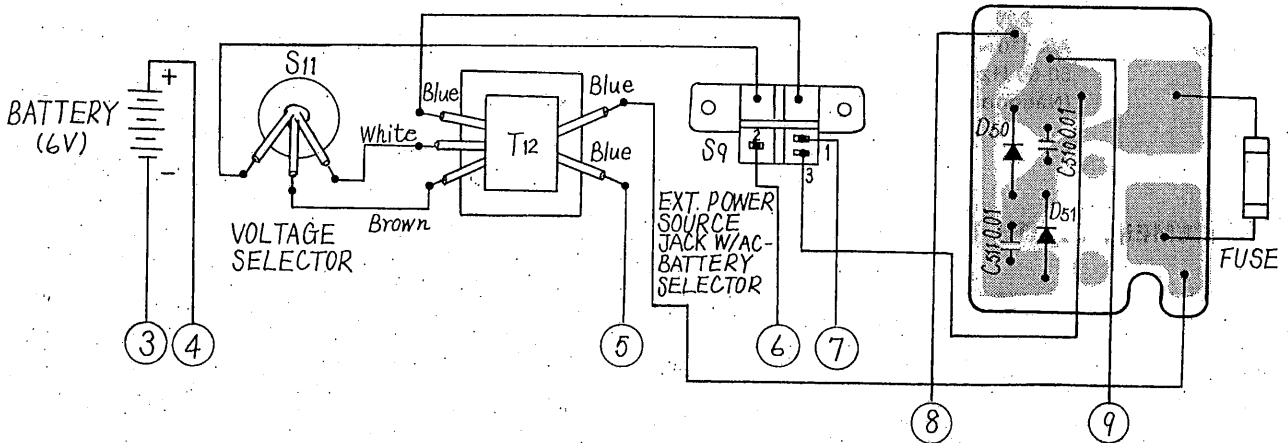 BATTERY
(6V)
+
-
S11
VOLTAGE
SELECTOR
Blue
White
Brown
T12
Blue
Blue
S9
2
1
3
EXT. POWER
SOURCE
JACK W/AC-
BATTERY
SELECTOR
D50
C510 0.01
C511 0.01
D51
FUSE
3
4
5
6
7
8
9